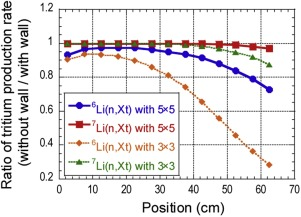 Ratio of tritium production rate
(without wall / with wall)
1.2
1
0.8
0.6
0.4
0.2
0
⁶Li(n,Xt) with 5×5
⁷Li(n,Xt) with 5×5
⁶Li(n,Xt) with 3×3
⁷Li(n,Xt) with 3×3
0 10 20 30 40 50 60 70
Position (cm)